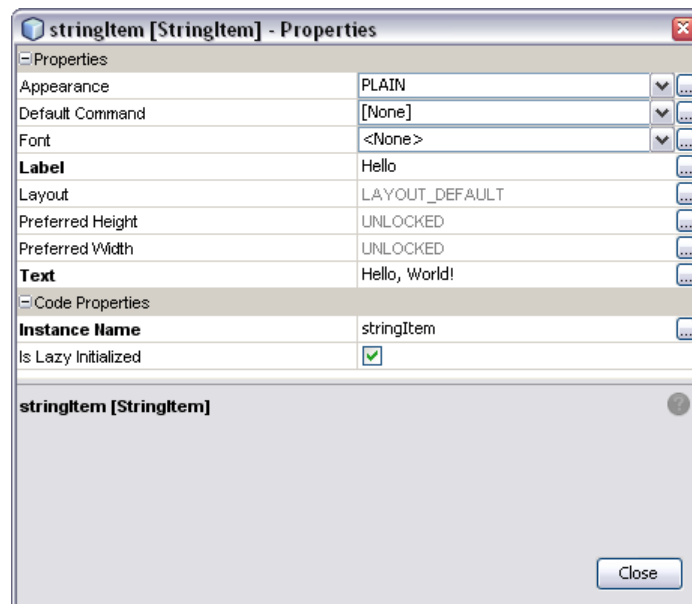 stringItem [StringItem] - Properties
Properties
Appearance PLAIN ...
Default Command [None] ...
Font <None> ...
Label Hello ...
Layout LAYOUT_DEFAULT ...
Preferred Height UNLOCKED ...
Preferred Width UNLOCKED ...
Text Hello, World! ...
Code Properties
Instance Name stringItem ...
Is Lazy Initialized
stringItem [StringItem] ?
Close